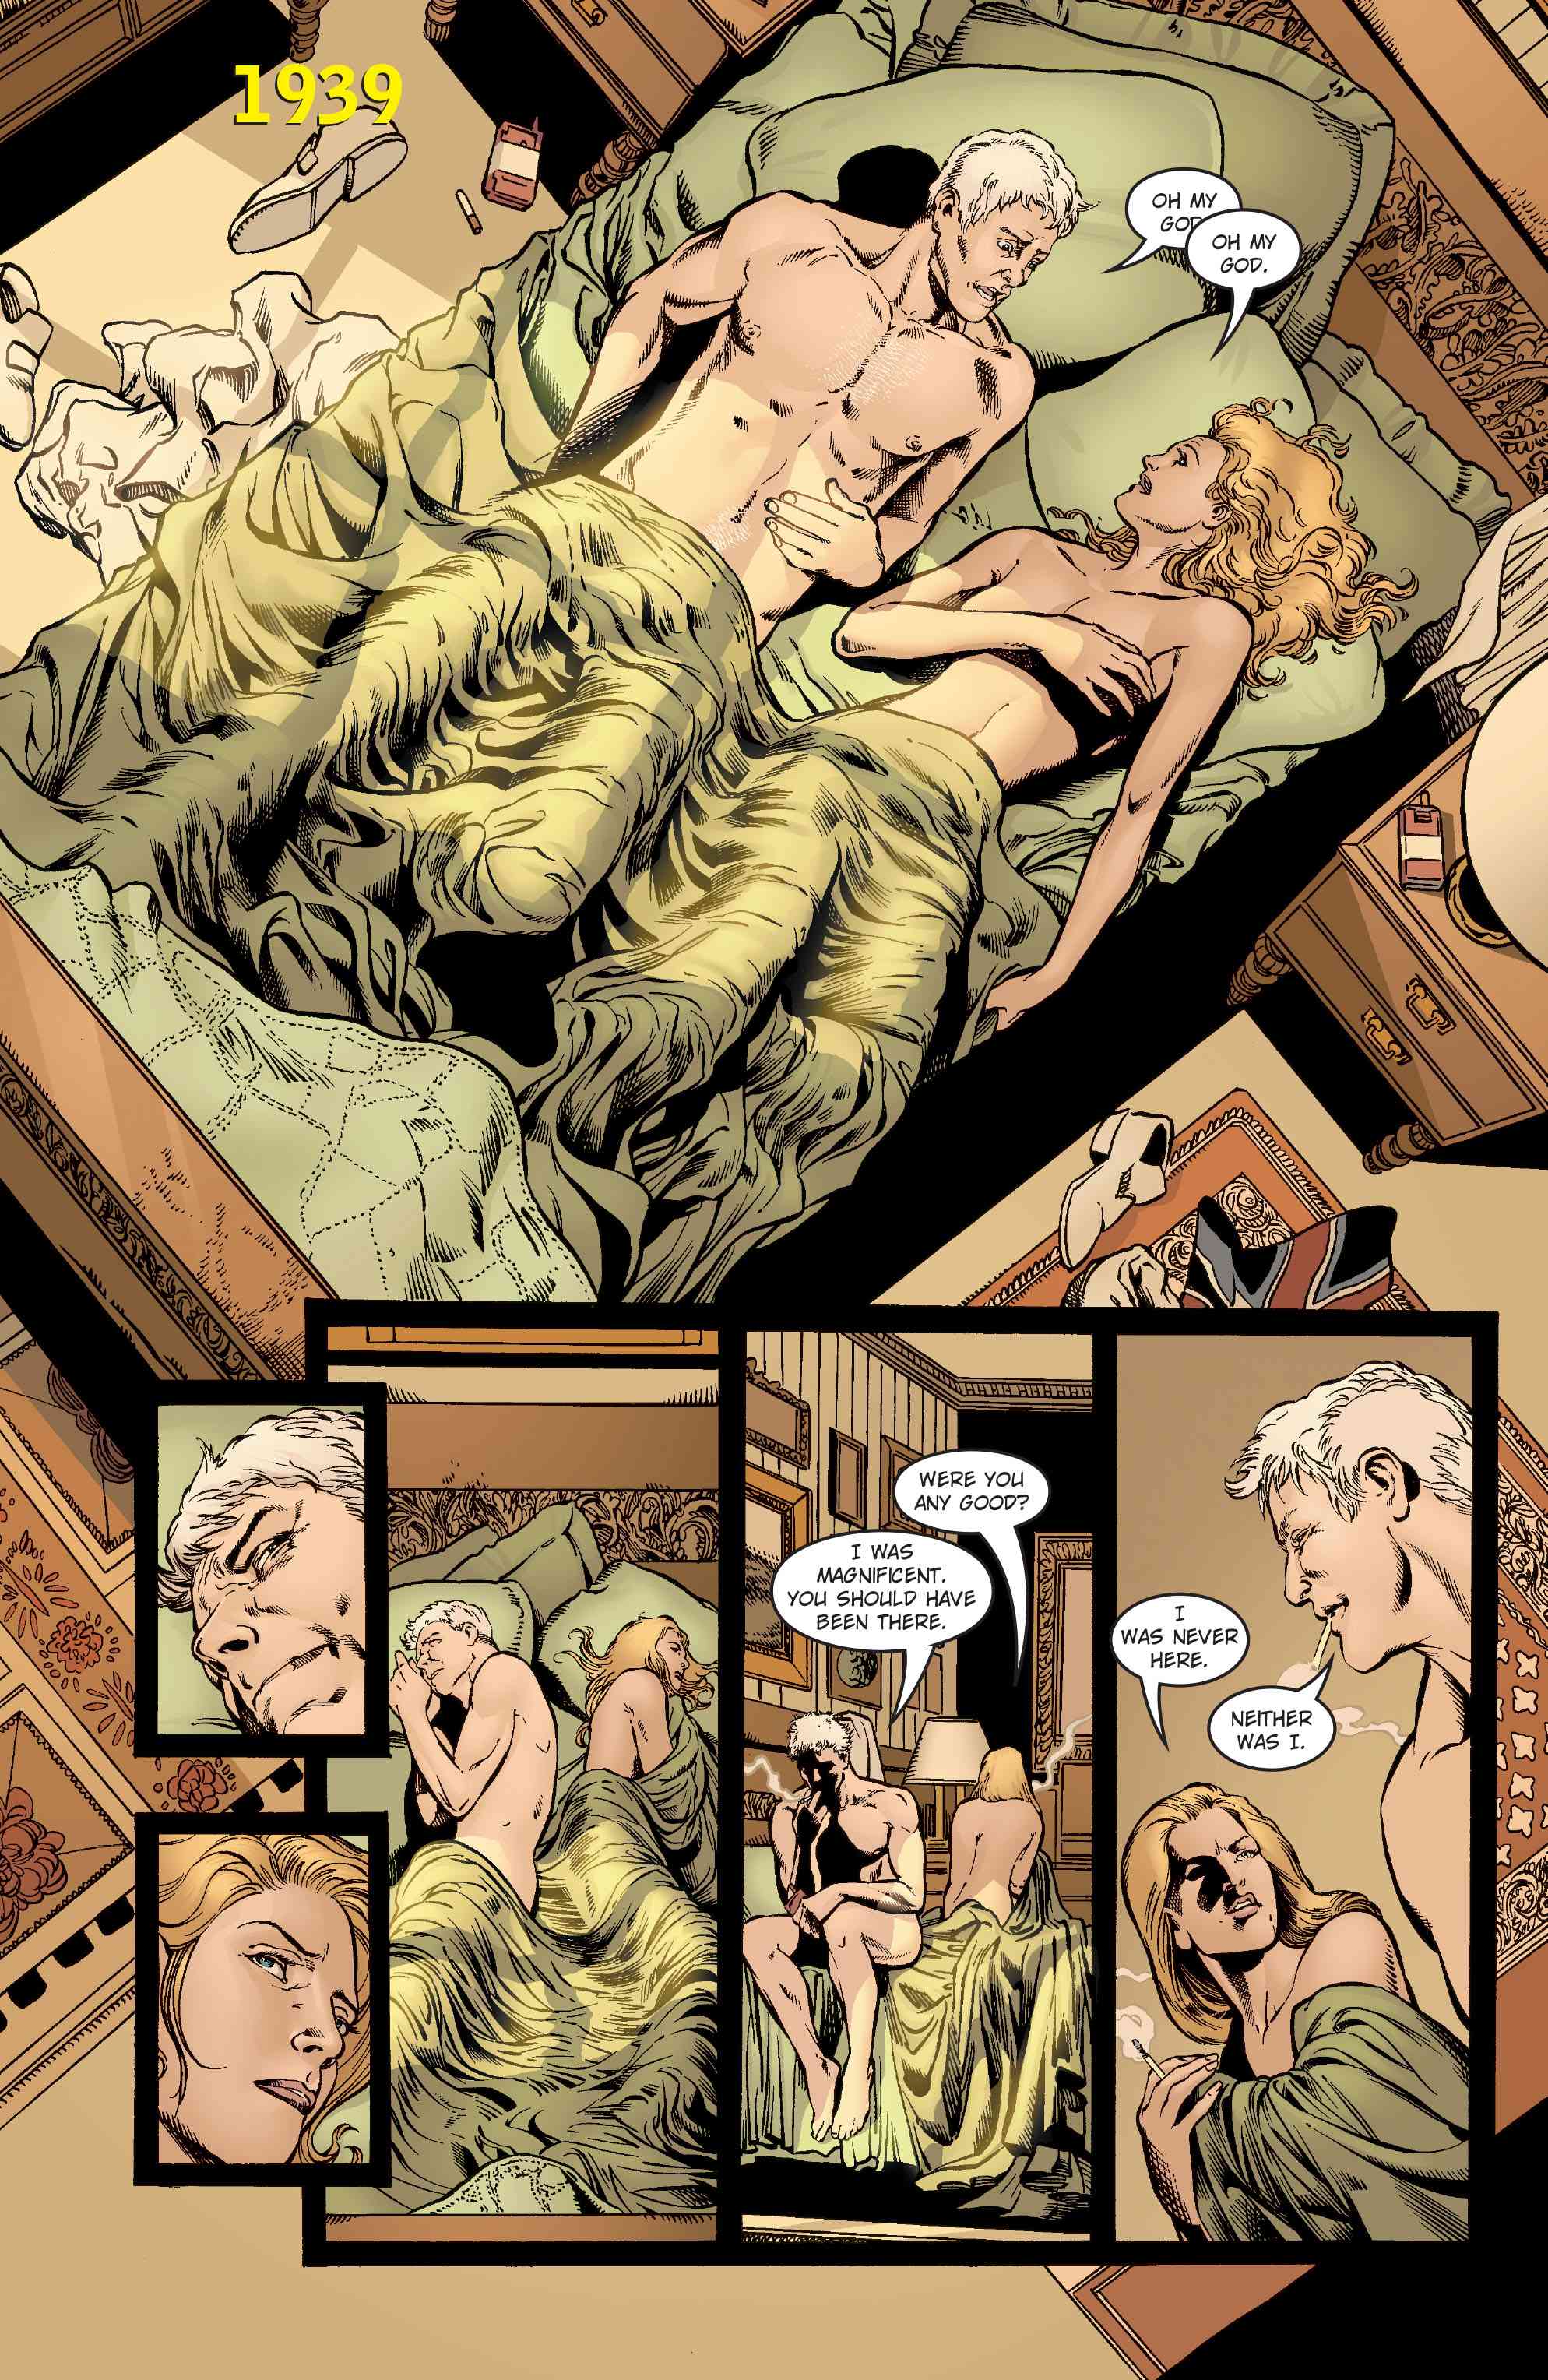 1939
OH MY
GOD.
OH MY
GOD.
WERE YOU
ANY GOOD?
I WAS
MAGNIFICENT.
YOU SHOULD HAVE
BEEN THERE.
I
WAS NEVER
HERE.
NEITHER
WAS I.